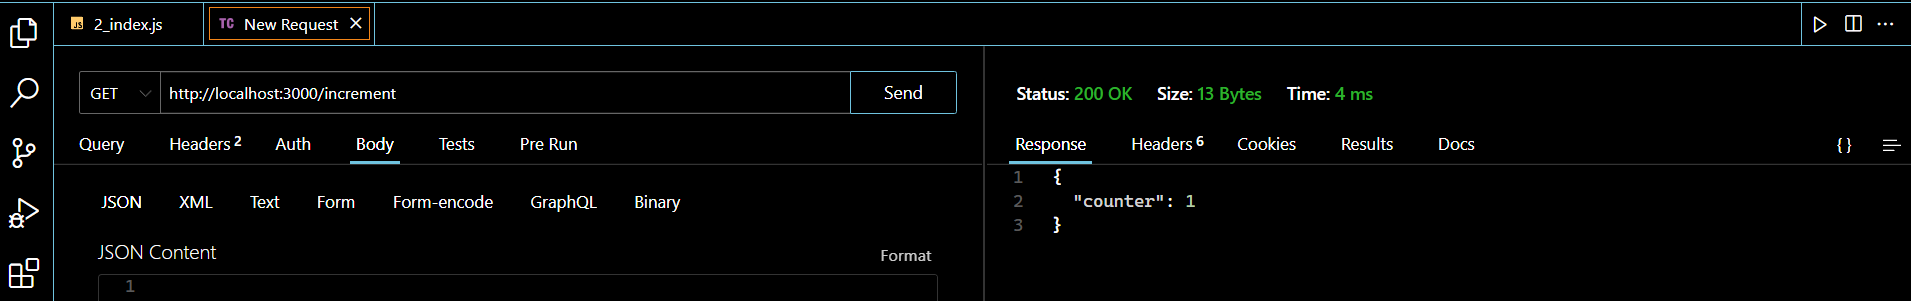 JS 2_index.js TC New Request
GET http://localhost:3000/increment Send
Query Headers 2 Auth Body Tests Pre Run
JSON XML Text Form Form-encode GraphQL Binary
JSON Content Format
1
Status: 200 OK Size: 13 Bytes Time: 4 ms
Response Headers 6 Cookies Results Docs {}
1 {
2 "counter": 1
3 }